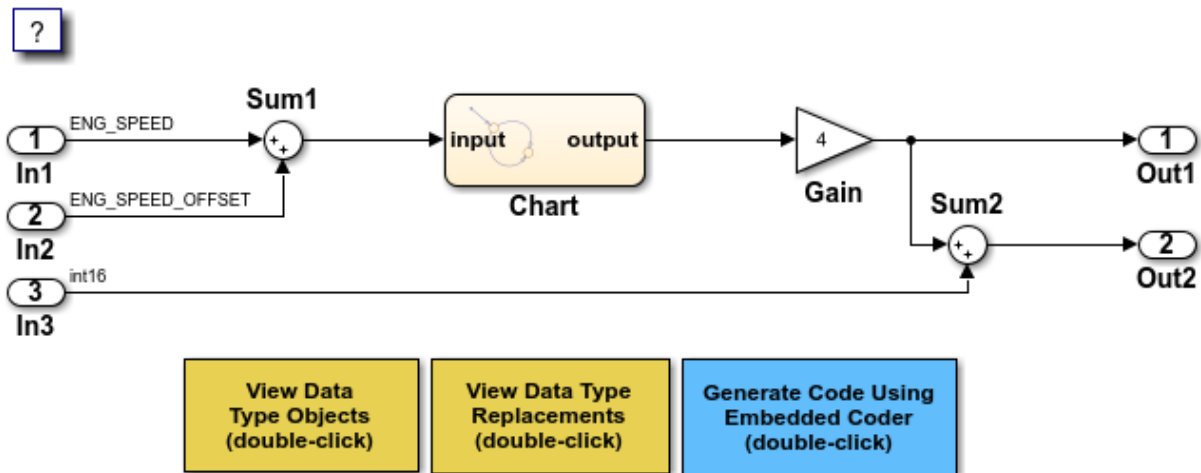 ?
Sum1
ENG_SPEED
1
In1
input
output
Chart
4
Gain
1
Out1
ENG_SPEED_OFFSET
2
In2
Sum2
+
+
+
+
2
Out2
int16
3
In3
View Data
Type Objects
(double-click)
View Data Type
Replacements
(double-click)
Generate Code Using
Embedded Coder
(double-click)